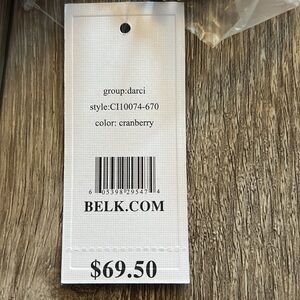 group:darci
style:CI10074-670
color: cranberry
6 05398 29547 4
BELK.COM
$69.50